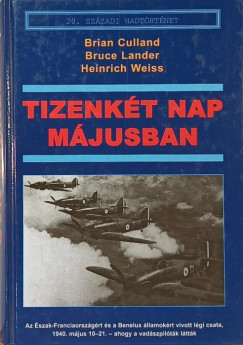 20. SZÁZADI HADTÖRTÉNET
Brian Culland
Bruce Lander
Heinrich Weiss
TIZENKÉT NAP
MÁJUSBAN
Az Észak-Franciaországért és a Benelux államokért vívott légi csata,
1940. május 10–21. – ahogy a vadászpilóták látták